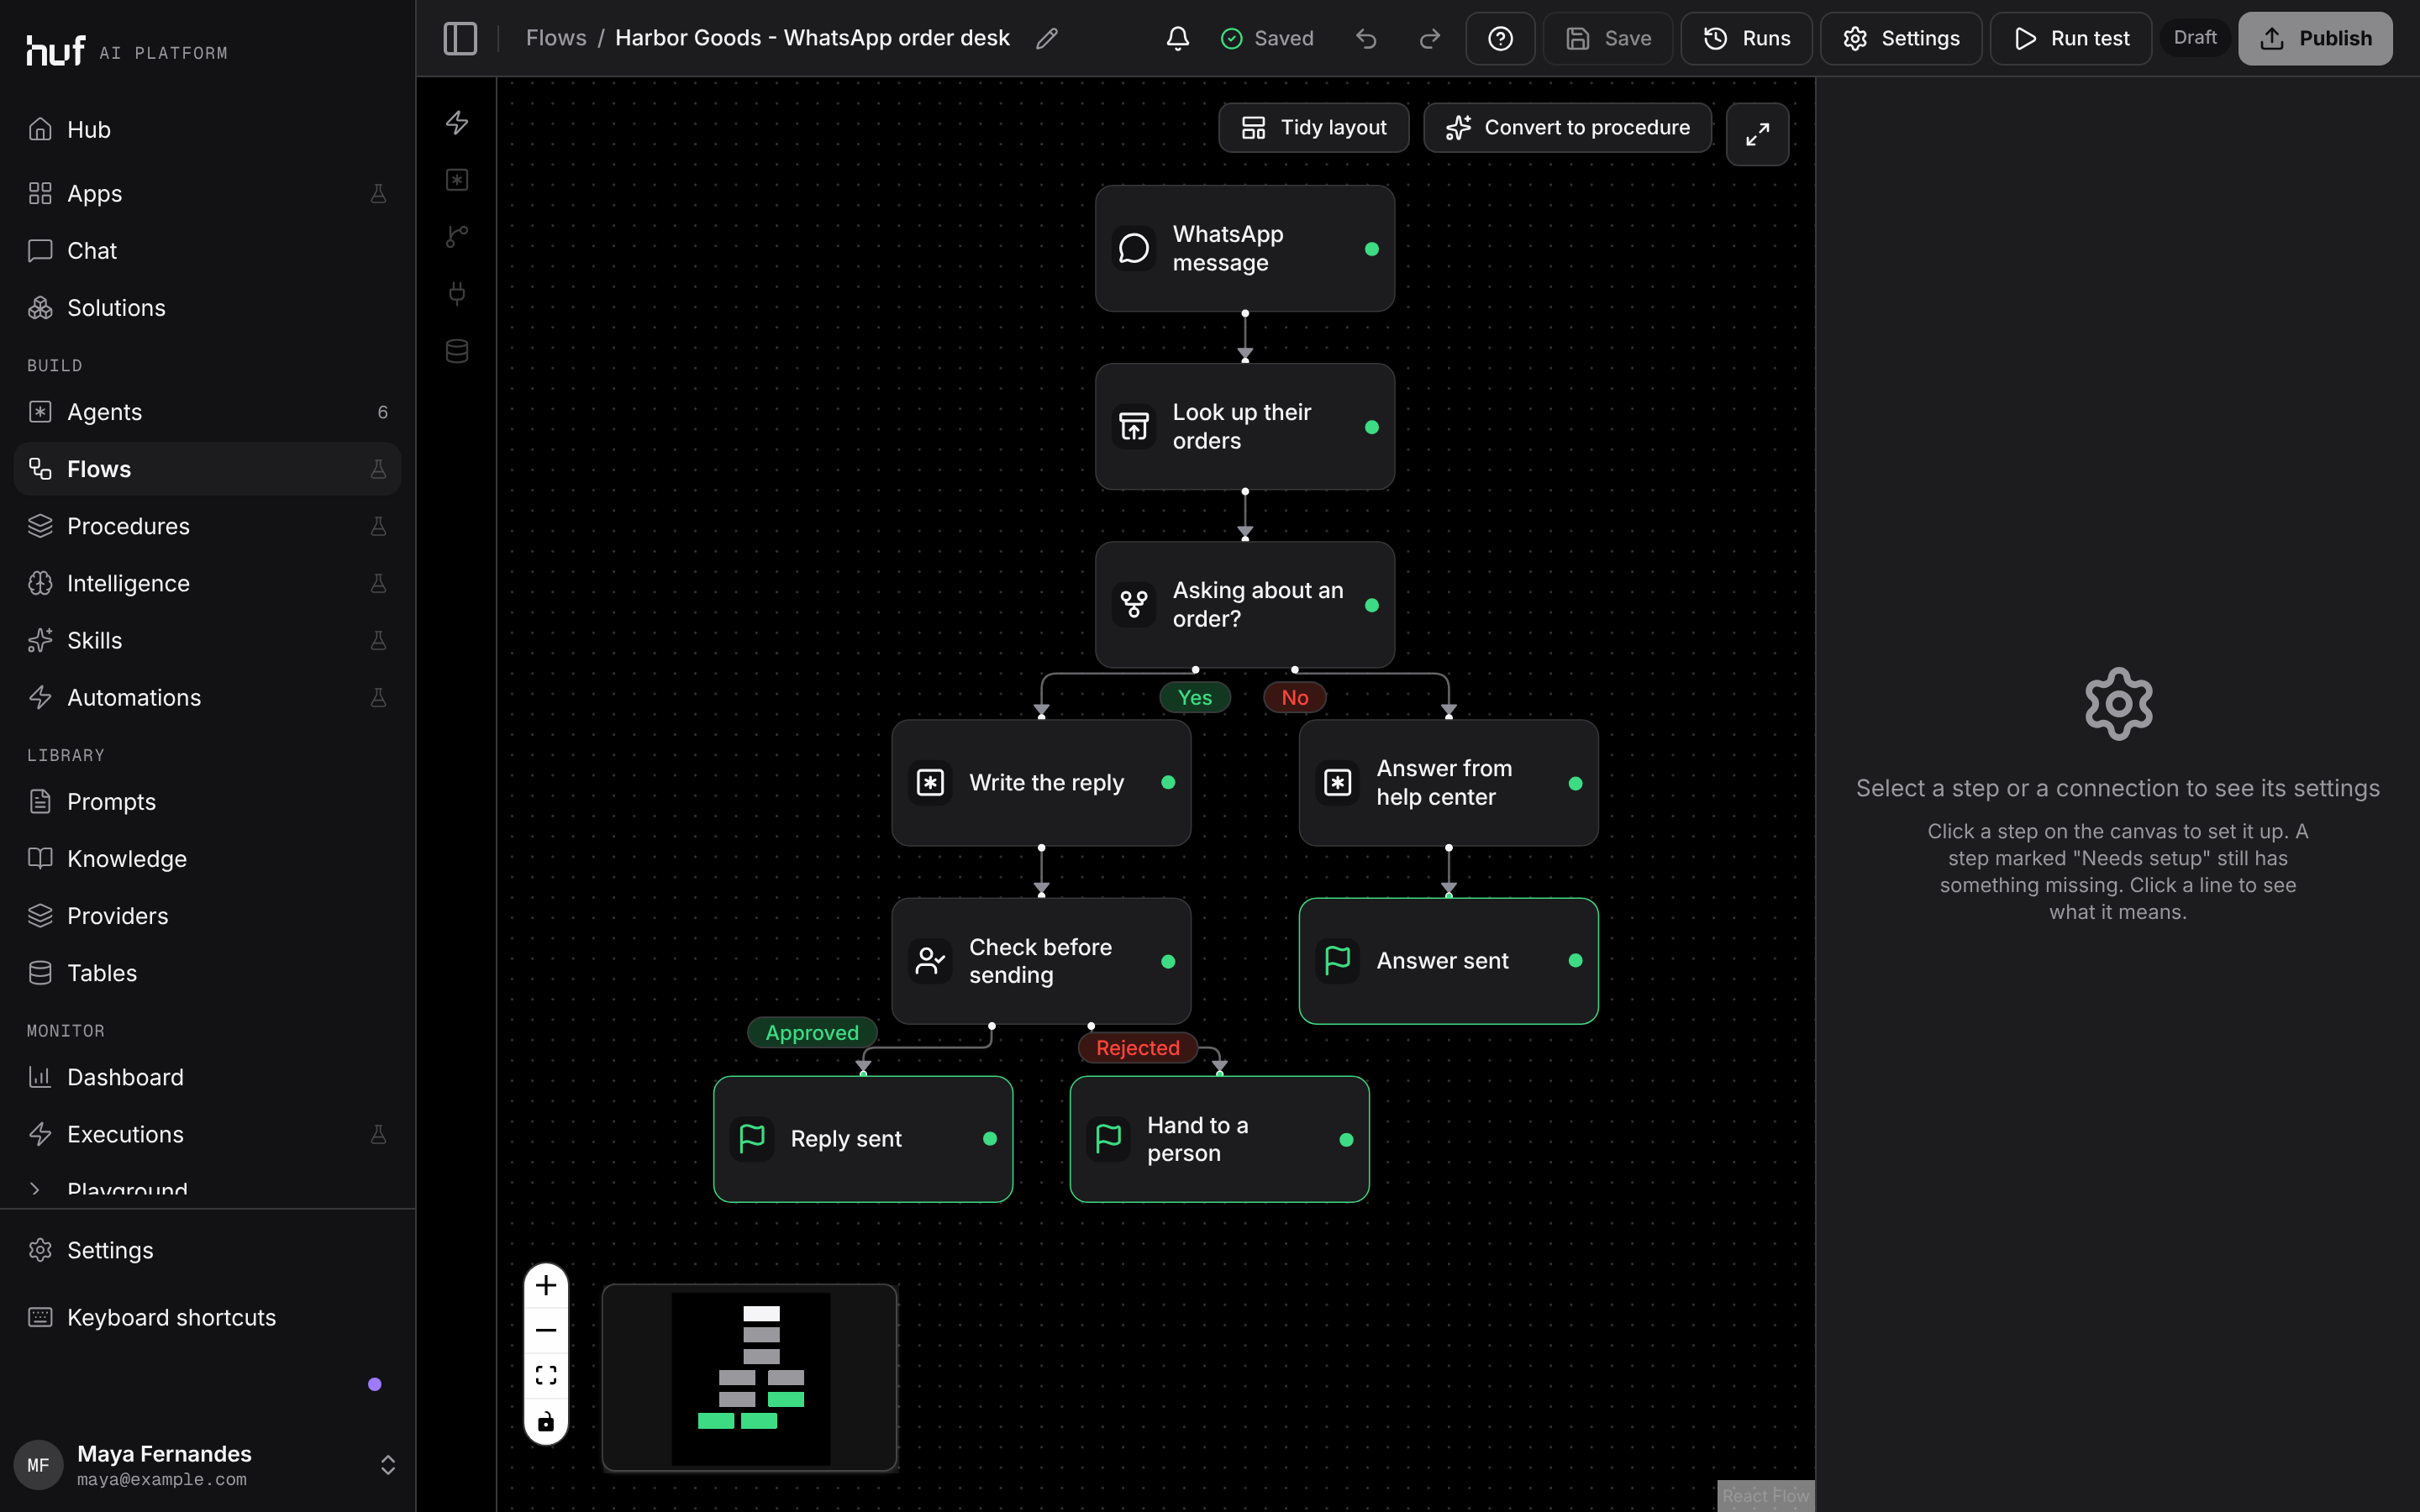 huf AI PLATFORM
Hub
Apps
Chat
Solutions
BUILD
Agents 6
Flows
Procedures
Intelligence
Skills
Automations
LIBRARY
Prompts
Knowledge
Providers
Tables
MONITOR
Dashboard
Executions
Playground
Settings
Keyboard shortcuts
MF
Maya Fernandes
maya@example.com
Flows / Harbor Goods - WhatsApp order desk
Saved
Save
Runs
Settings
Run test
Draft
Publish
Tidy layout
Convert to procedure
WhatsApp
message
Look up their
orders
Asking about an
order?
Yes
No
Write the reply
Answer from
help center
Check before
sending
Answer sent
Approved
Rejected
Reply sent
Hand to a
person
React Flow
Select a step or a connection to see its settings
Click a step on the canvas to set it up. A
step marked "Needs setup" still has
something missing. Click a line to see
what it means.